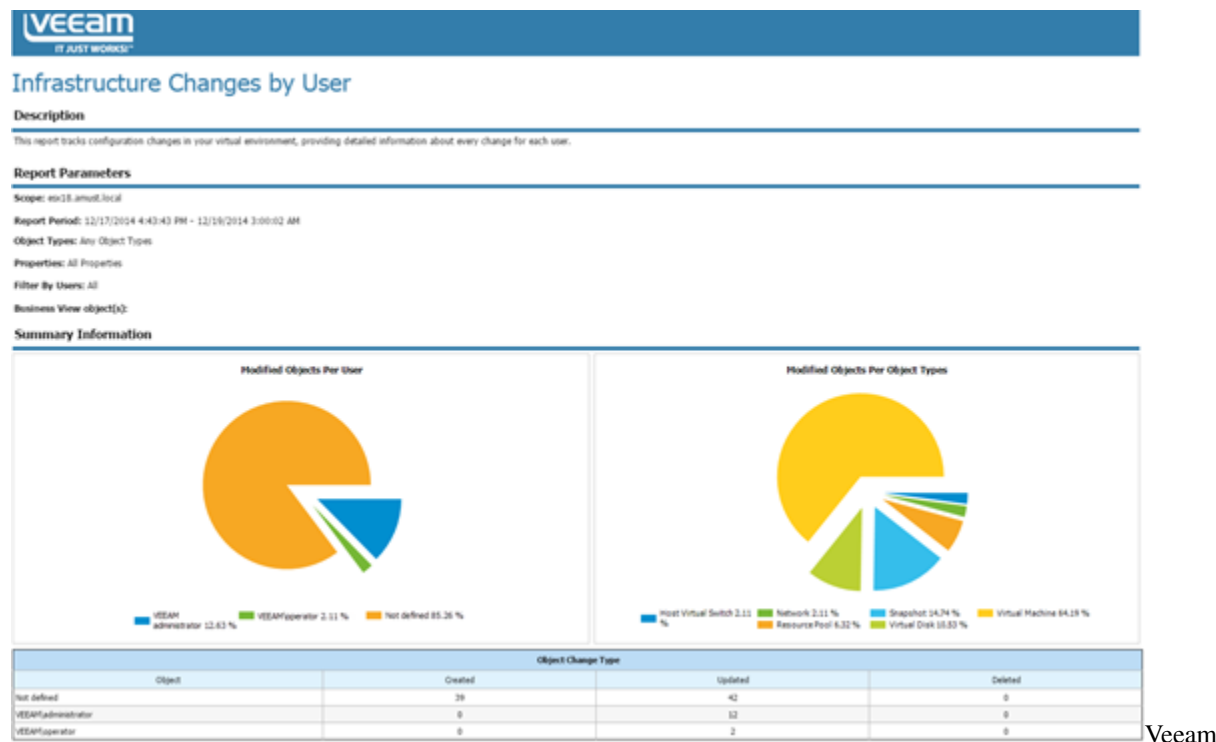 veeam
IT JUST WORKS!™
Infrastructure Changes by User
Description
This report tracks configuration changes in your virtual environment, providing detailed information about every change for each user.
Report Parameters
Scope: esx18.amust.local
Report Period: 12/17/2014 4:43:43 PM - 12/19/2014 3:00:02 AM
Object Types: Any Object Types
Properties: All Properties
Filter By Users: All
Business View object(s):
Summary Information
Modified Objects Per User
VEEAM
administrator 12.63 %
VEEAM\operator 2.11 %
Not defined 85.26 %
Modified Objects Per Object Types
Host Virtual Switch 2.11
%
Network 2.11 %
Snapshot 14.74 %
Virtual Machine 64.19 %
Resource Pool 6.32 %
Virtual Disk 10.53 %
Object Change Type
Object Created Updated Deleted
Not defined 39 42 0
VEEAM\administrator 0 12 0
VEEAM\operator 0 2 0
Veeam